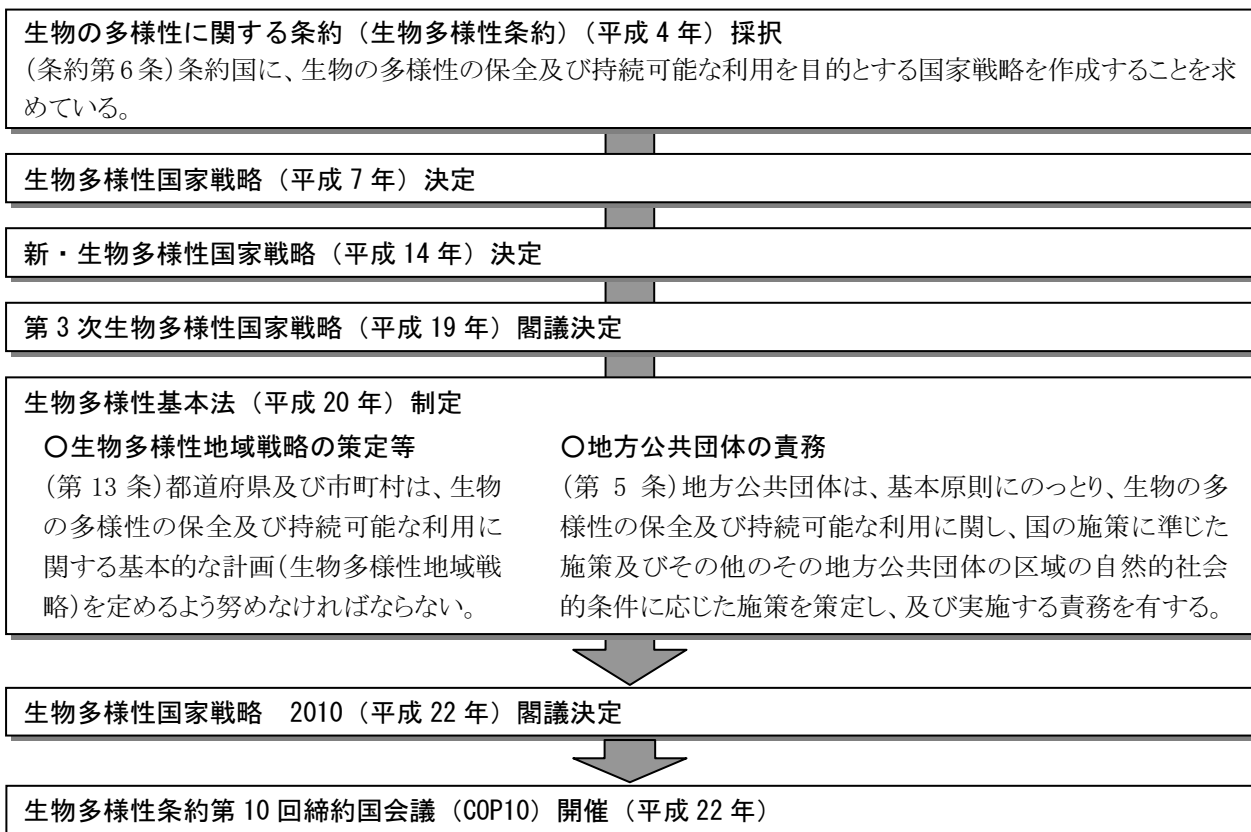 生物の多様性に関する条約（生物多様性条約）（平成 4 年）採択
（条約第６条）条約国に、生物の多様性の保全及び持続可能な利用を目的とする国家戦略を作成することを求
めている。
生物多様性国家戦略（平成 7 年）決定
新・生物多様性国家戦略（平成 14 年）決定
第 3 次生物多様性国家戦略（平成 19 年）閣議決定
生物多様性基本法（平成 20 年）制定
〇生物多様性地域戦略の策定等
（第 13 条）都道府県及び市町村は、生物
の多様性の保全及び持続可能な利用に
関する基本的な計画（生物多様性地域戦
略）を定めるよう努めなければならない。
〇地方公共団体の責務
（第 5 条）地方公共団体は、基本原則にのっとり、生物の多
様性の保全及び持続可能な利用に関し、国の施策に準じた
施策及びその他のその地方公共団体の区域の自然的社会
的条件に応じた施策を策定し、及び実施する責務を有する。
生物多様性国家戦略　2010（平成 22 年）閣議決定
生物多様性条約第 10 回締約国会議（COP10）開催（平成 22 年）